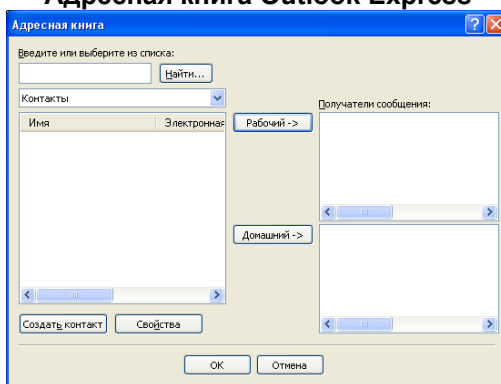 Адресная книга Outlook Express
Адресная книга
Введите или выберите из списка:
Найти...
Контакты
Получатели сообщения:
Имя
Электронная
Рабочий ->
Домашний ->
Создать контакт
Свойства
ОК
Отмена